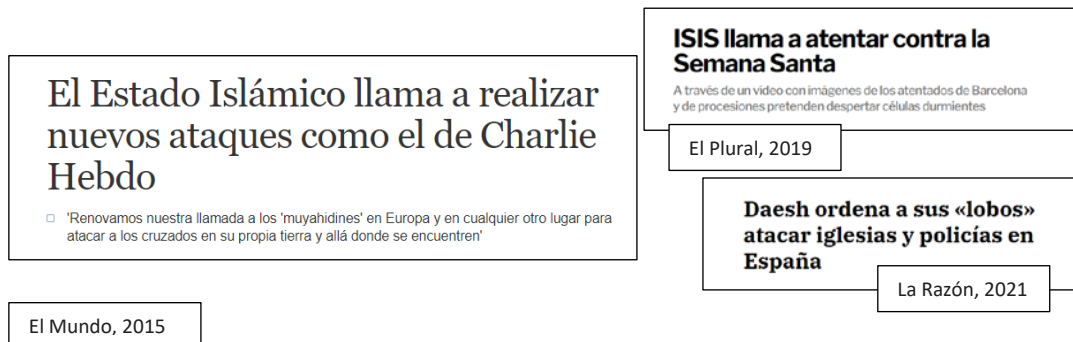 El Estado Islámico llama a realizar
nuevos ataques como el de Charlie
Hebdo
'Renovamos nuestra llamada a los 'muyahidines' en Europa y en cualquier otro lugar para
atacar a los cruzados en su propia tierra y allá donde se encuentren'
El Mundo, 2015
ISIS llama a atentar contra la
Semana Santa
A través de un video con imágenes de los atentados de Barcelona
y de procesiones pretenden despertar células durmientes
El Plural, 2019
Daesh ordena a sus «lobos»
atacar iglesias y policías en
España
La Razón, 2021